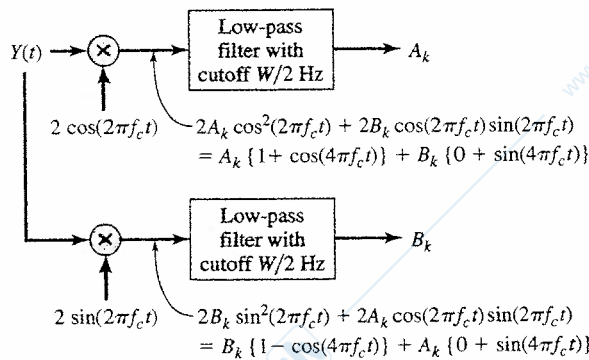 Low-pass
filter with
cutoff W/2 Hz
Y(t)
×
A_k
2 cos(2πf_ct)
2A_k cos²(2πf_ct) + 2B_k cos(2πf_ct) sin(2πf_ct)
= A_k {1+ cos(4πf_ct)} + B_k {0 + sin(4πf_ct)}
Low-pass
filter with
cutoff W/2 Hz
×
B_k
2 sin(2πf_ct)
2B_k sin²(2πf_ct) + 2A_k cos(2πf_ct) sin(2πf_ct)
= B_k {1− cos(4πf_ct)} + A_k {0 + sin(4πf_ct)}
www